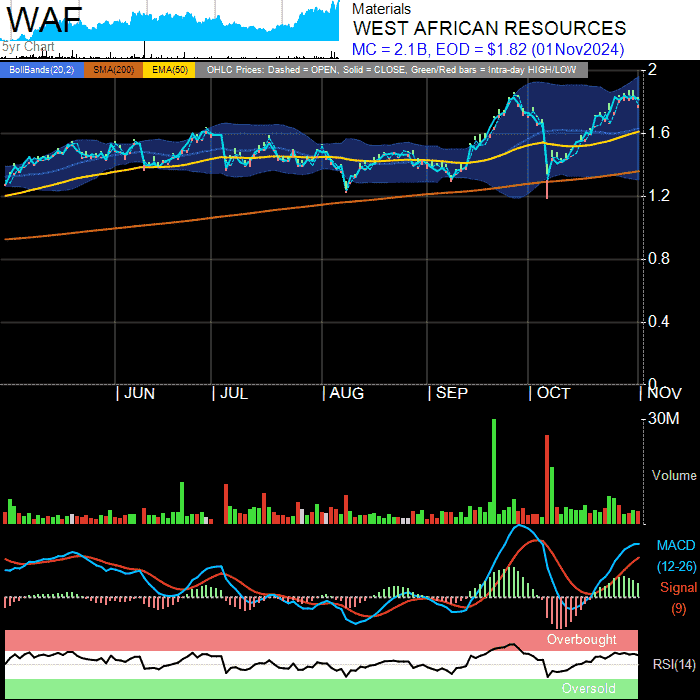 WAF
5yr Chart
Materials
WEST AFRICAN RESOURCES
MC = 2.1B, EOD = $1.82 (01Nov2024)
BollBands(20,2) SMA(200) EMA(50) OHLC Prices: Dashed = OPEN, Solid = CLOSE, Green/Red bars = Intra-day HIGH/LOW
2
1.6
1.2
0.8
0.4
0
| JUN | JUL | AUG | SEP | OCT | NOV
30M
Volume
MACD
(12-26)
Signal
(9)
Overbought
RSI(14)
Oversold